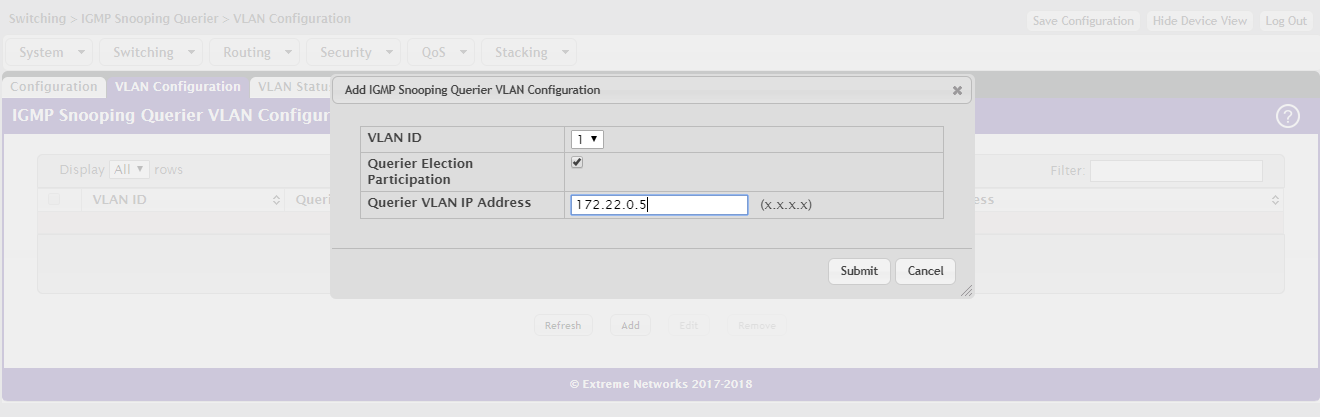 Switching > IGMP Snooping Querier > VLAN Configuration
Save Configuration Hide Device View Log Out
System Switching Routing Security QoS Stacking
Configuration VLAN Configuration VLAN Statu
Add IGMP Snooping Querier VLAN Configuration
IGMP Snooping Querier VLAN Configur
VLAN ID 1
Querier Election
Participation
Querier VLAN IP Address 172.22.0.5 (x.x.x.x)
Display All rows Filter:
VLAN ID Queri ss
Submit Cancel
Refresh Add Edit Remove
© Extreme Networks 2017-2018